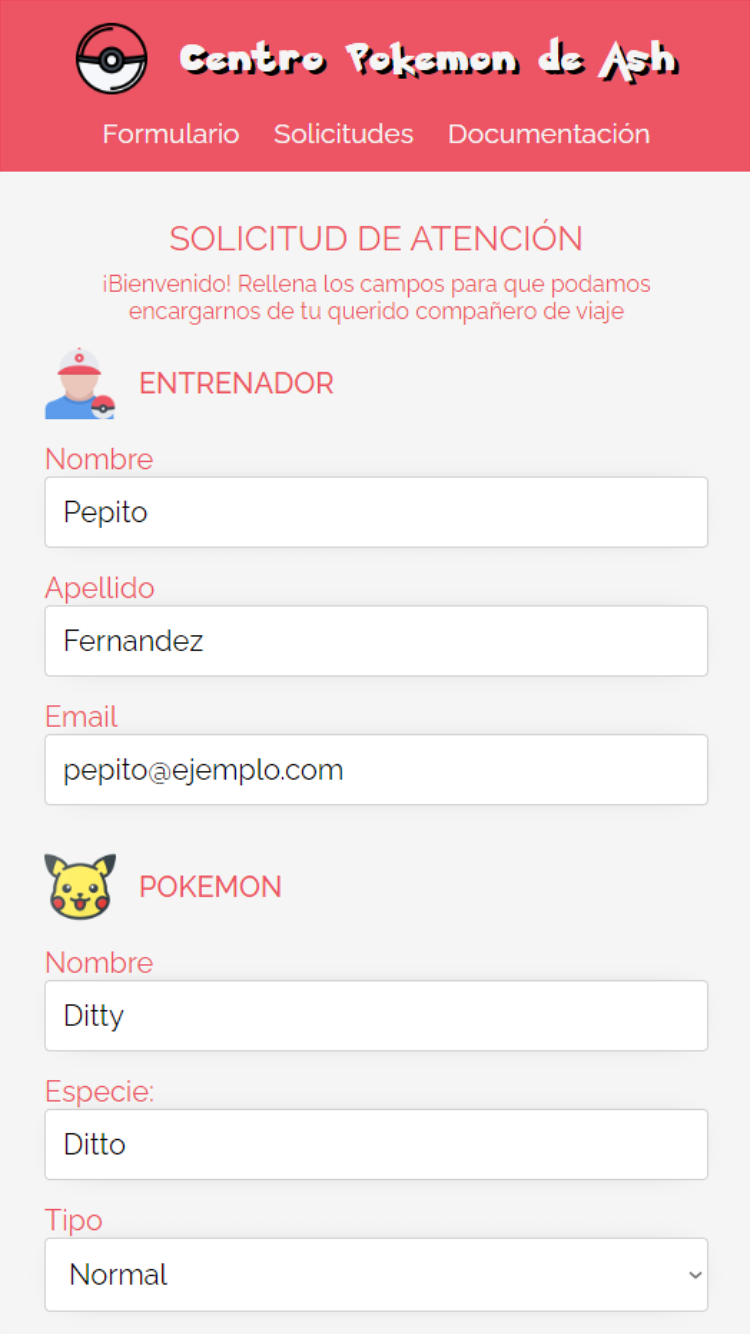 Centro Pokemon de Ash
Formulario Solicitudes Documentación
SOLICITUD DE ATENCIÓN
¡Bienvenido! Rellena los campos para que podamos
encargarnos de tu querido compañero de viaje
ENTRENADOR
Nombre
Pepito
Apellido
Fernandez
Email
pepito@ejemplo.com
POKEMON
Nombre
Ditty
Especie:
Ditto
Tipo
Normal